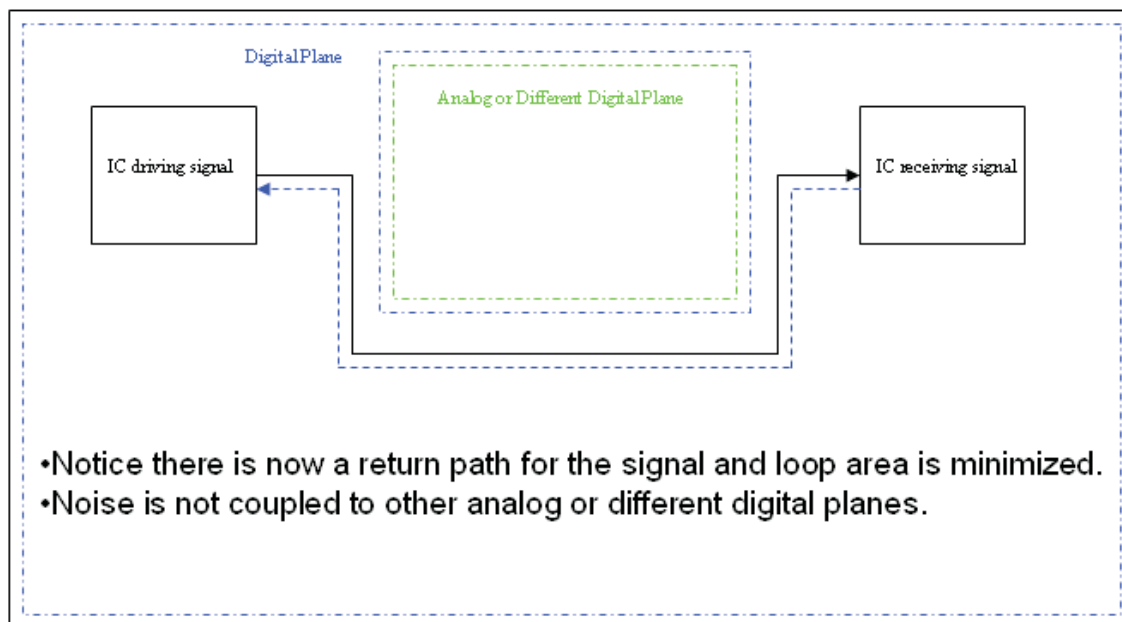 DigitalPlane
Analog or Different DigitalPlane
IC driving signal
IC receiving signal
•Notice there is now a return path for the signal and loop area is minimized.
•Noise is not coupled to other analog or different digital planes.